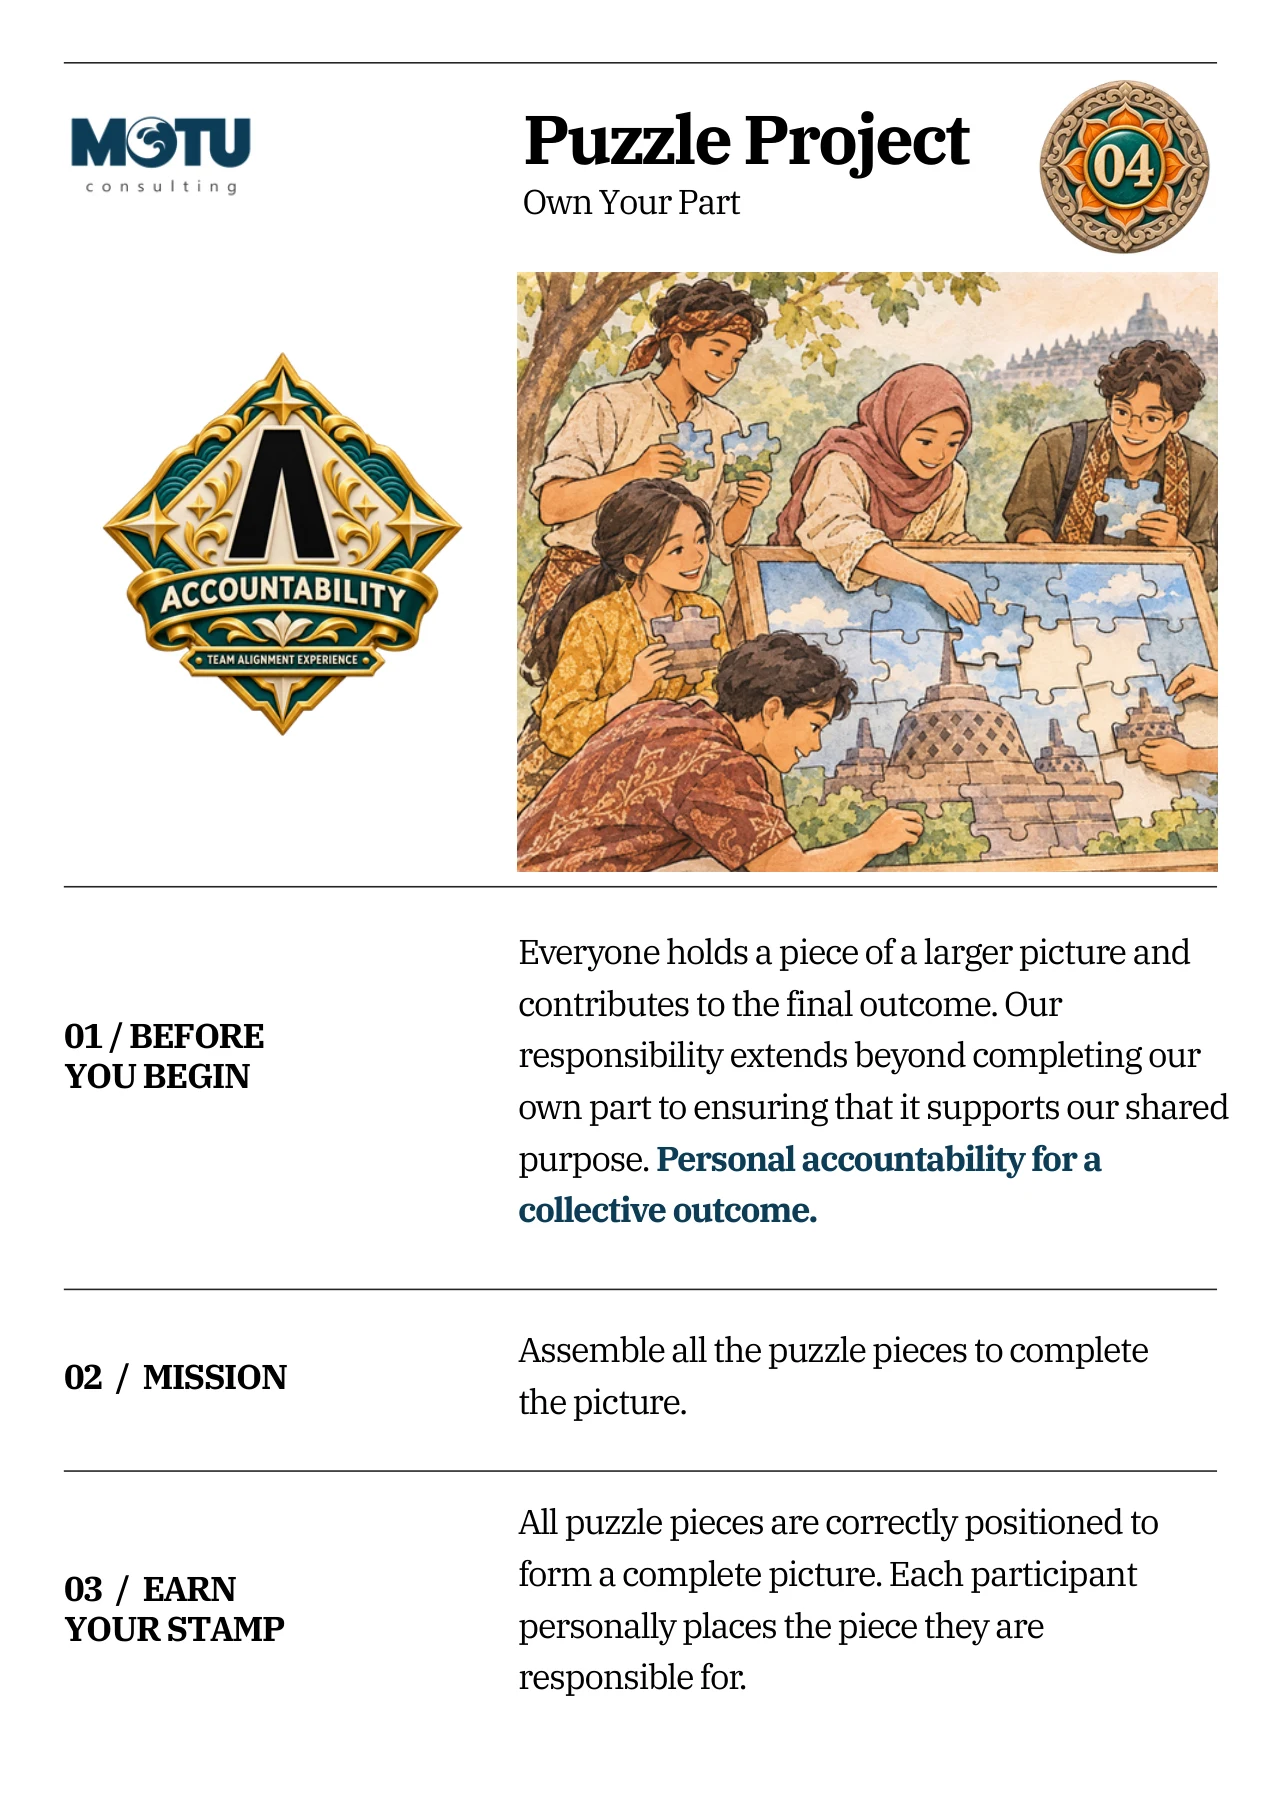 MOTU
consulting
Puzzle Project
Own Your Part
04
A
ACCOUNTABILITY
TEAM ALIGNMENT EXPERIENCE
01 / BEFORE
YOU BEGIN
Everyone holds a piece of a larger picture and
contributes to the final outcome. Our
responsibility extends beyond completing our
own part to ensuring that it supports our shared
purpose. Personal accountability for a
collective outcome.
02 / MISSION
Assemble all the puzzle pieces to complete
the picture.
03 / EARN
YOUR STAMP
All puzzle pieces are correctly positioned to
form a complete picture. Each participant
personally places the piece they are
responsible for.